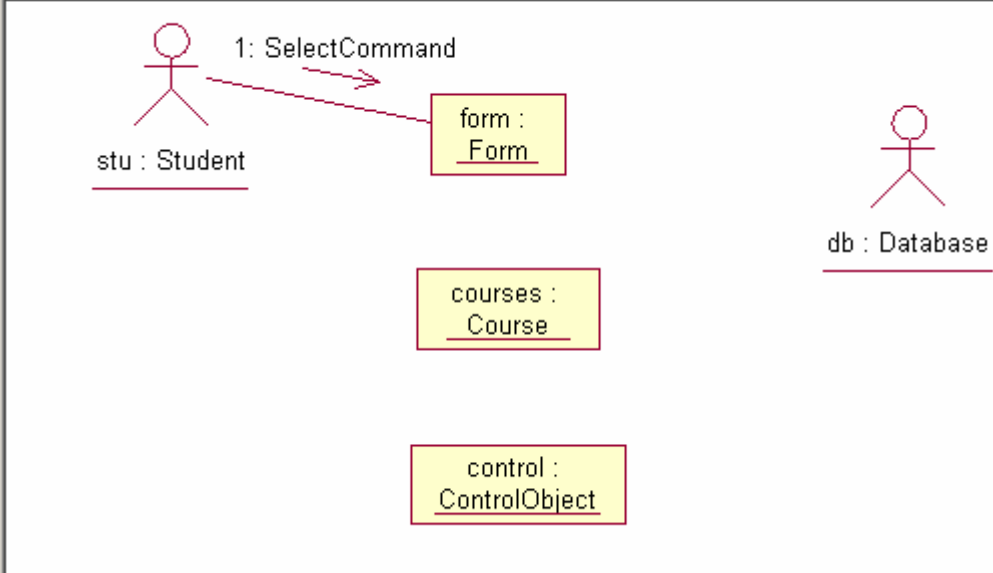 1: SelectCommand
form :
Form
stu : Student
db : Database
courses :
Course
control :
ControlObject